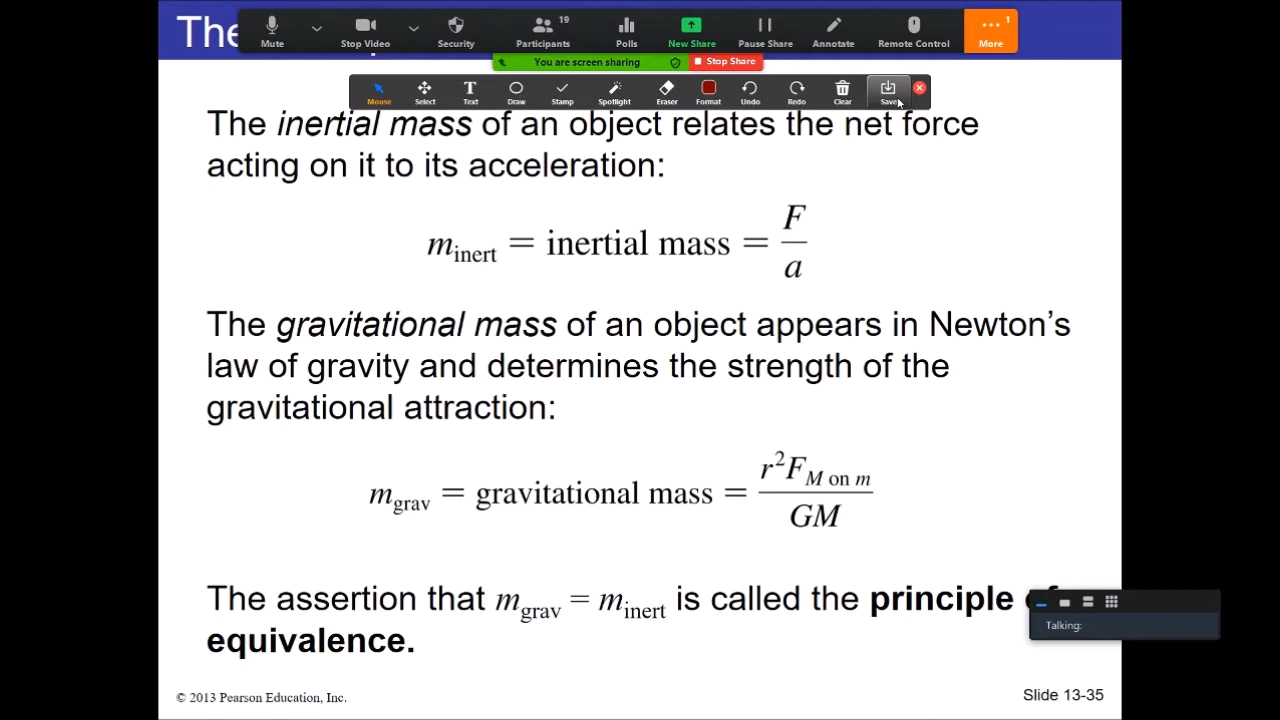 The
Mute Stop Video Security Participants 19 Polls New Share Pause Share Annotate Remote Control More 1
You are screen sharing Stop Share
Mouse Select Text Draw Stamp Spotlight Eraser Format Undo Redo Clear Save
The inertial mass of an object relates the net force
acting on it to its acceleration:
m_inert = inertial mass = F/a
The gravitational mass of an object appears in Newton's
law of gravity and determines the strength of the
gravitational attraction:
m_grav = gravitational mass = r²F_M on m/GM
The assertion that m_grav = m_inert is called the principle of
equivalence.
Talking:
© 2013 Pearson Education, Inc.
Slide 13-35